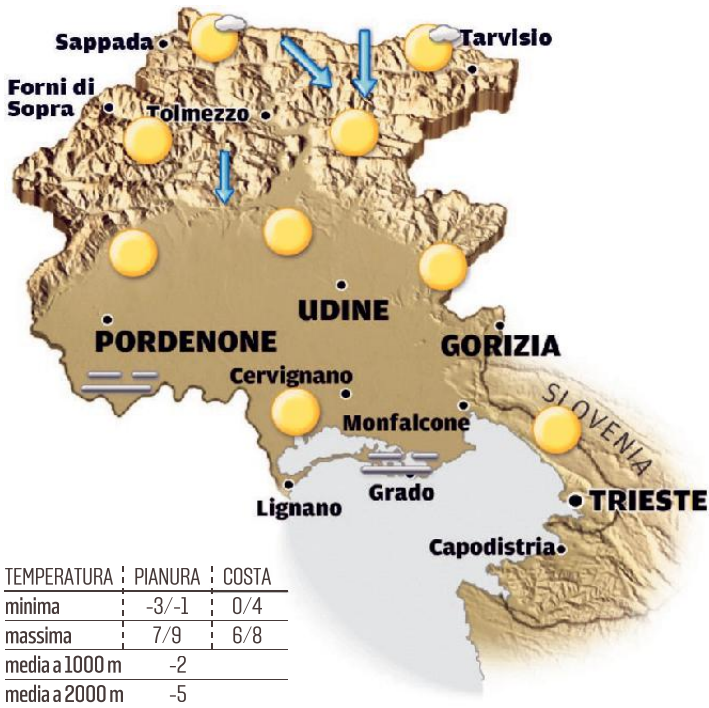 Sappada
Tarvisio
Forni di
Sopra
Tolmezzo
UDINE
PORDENONE
GORIZIA
Cervignano
SLOVENIA
Monfalcone
Lignano
Grado
TRIESTE
Capodistria
TEMPERATURA PIANURA COSTA
minima -3/-1 0/4
massima 7/9 6/8
media a 1000 m -2
media a 2000 m -5